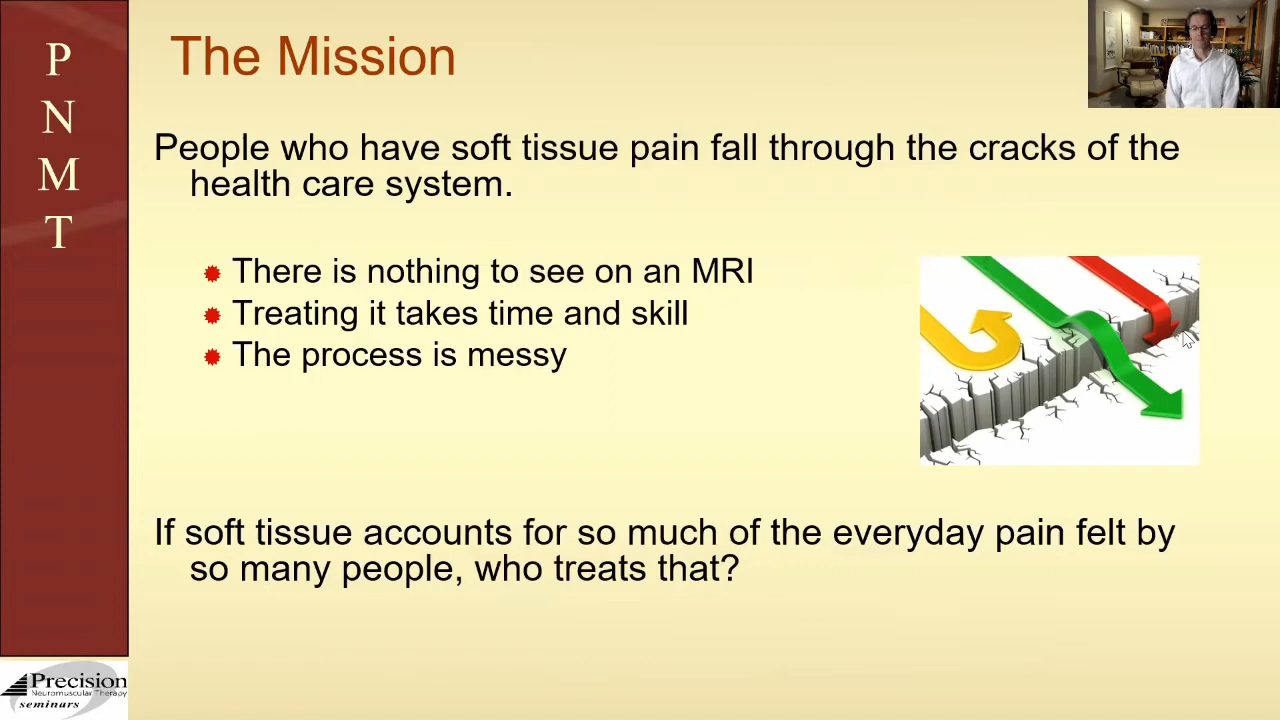 P
N
M
T
The Mission
People who have soft tissue pain fall through the cracks of the
health care system.
There is nothing to see on an MRI
Treating it takes time and skill
The process is messy
If soft tissue accounts for so much of the everyday pain felt by
so many people, who treats that?
Precision
Neuromuscular Therapy
seminars